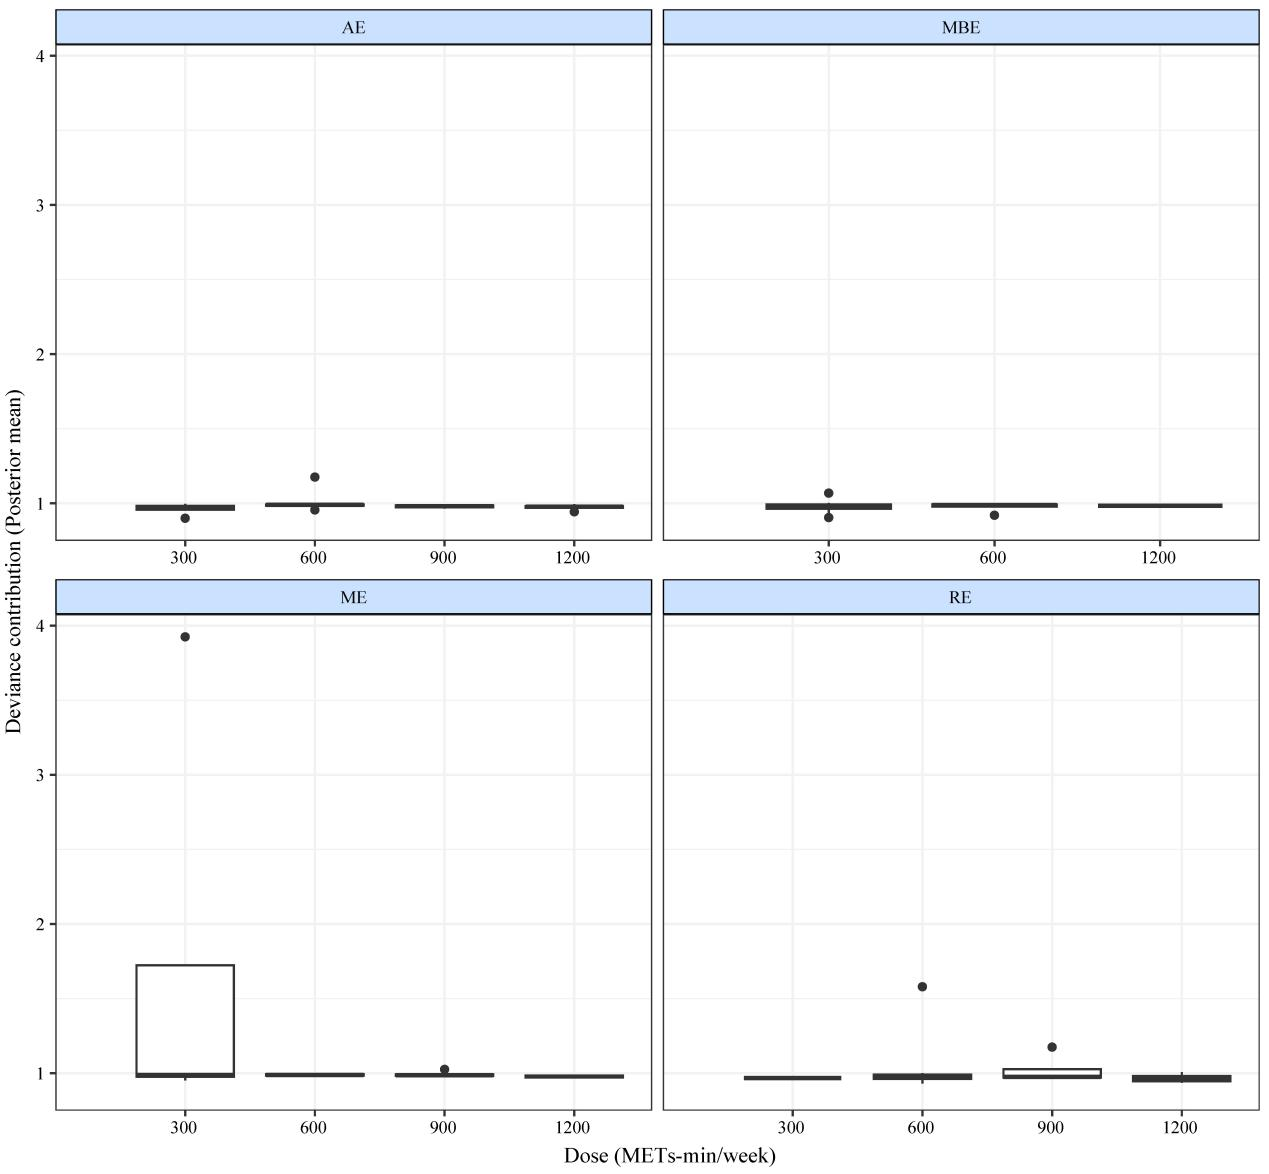 AE
MBE
4
3
2
1
300 600 900 1200
300 600 1200
ME
RE
4
3
2
1
300 600 900 1200
300 600 900 1200
Deviance contribution (Posterior mean)
Dose (METs-min/week)